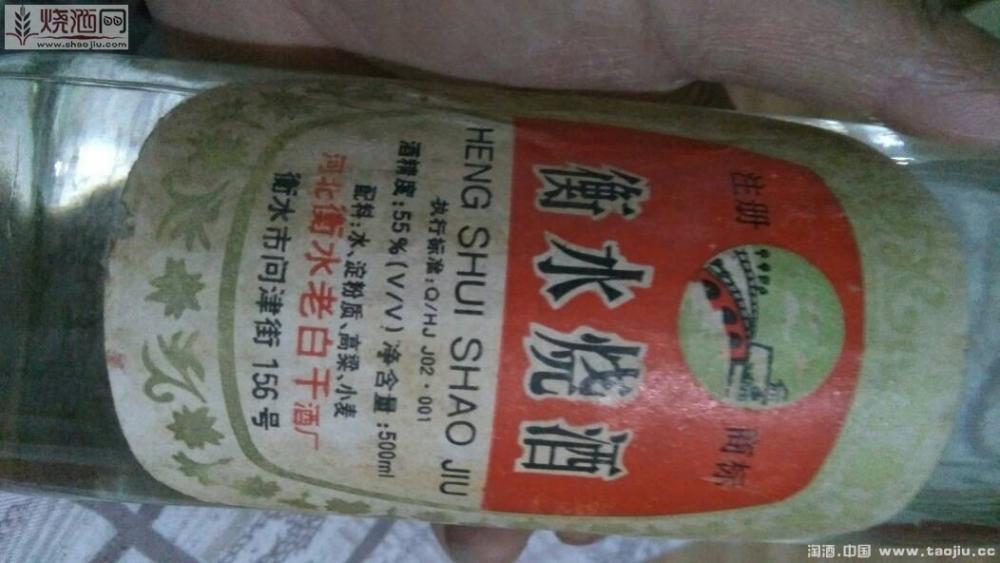 烧酒网
www.shaojiu.com
注册 商标
衡水烧酒
HENG SHUI SHAO JIU
执行标准:Q/HJ J02·001
酒精度:55%(V/V) 净含量:500ml
配料:水、淀粉质、高粱、小麦
河北衡水老白干酒厂
衡水市问津街156号
淘酒.中国 www.taojiu.cc